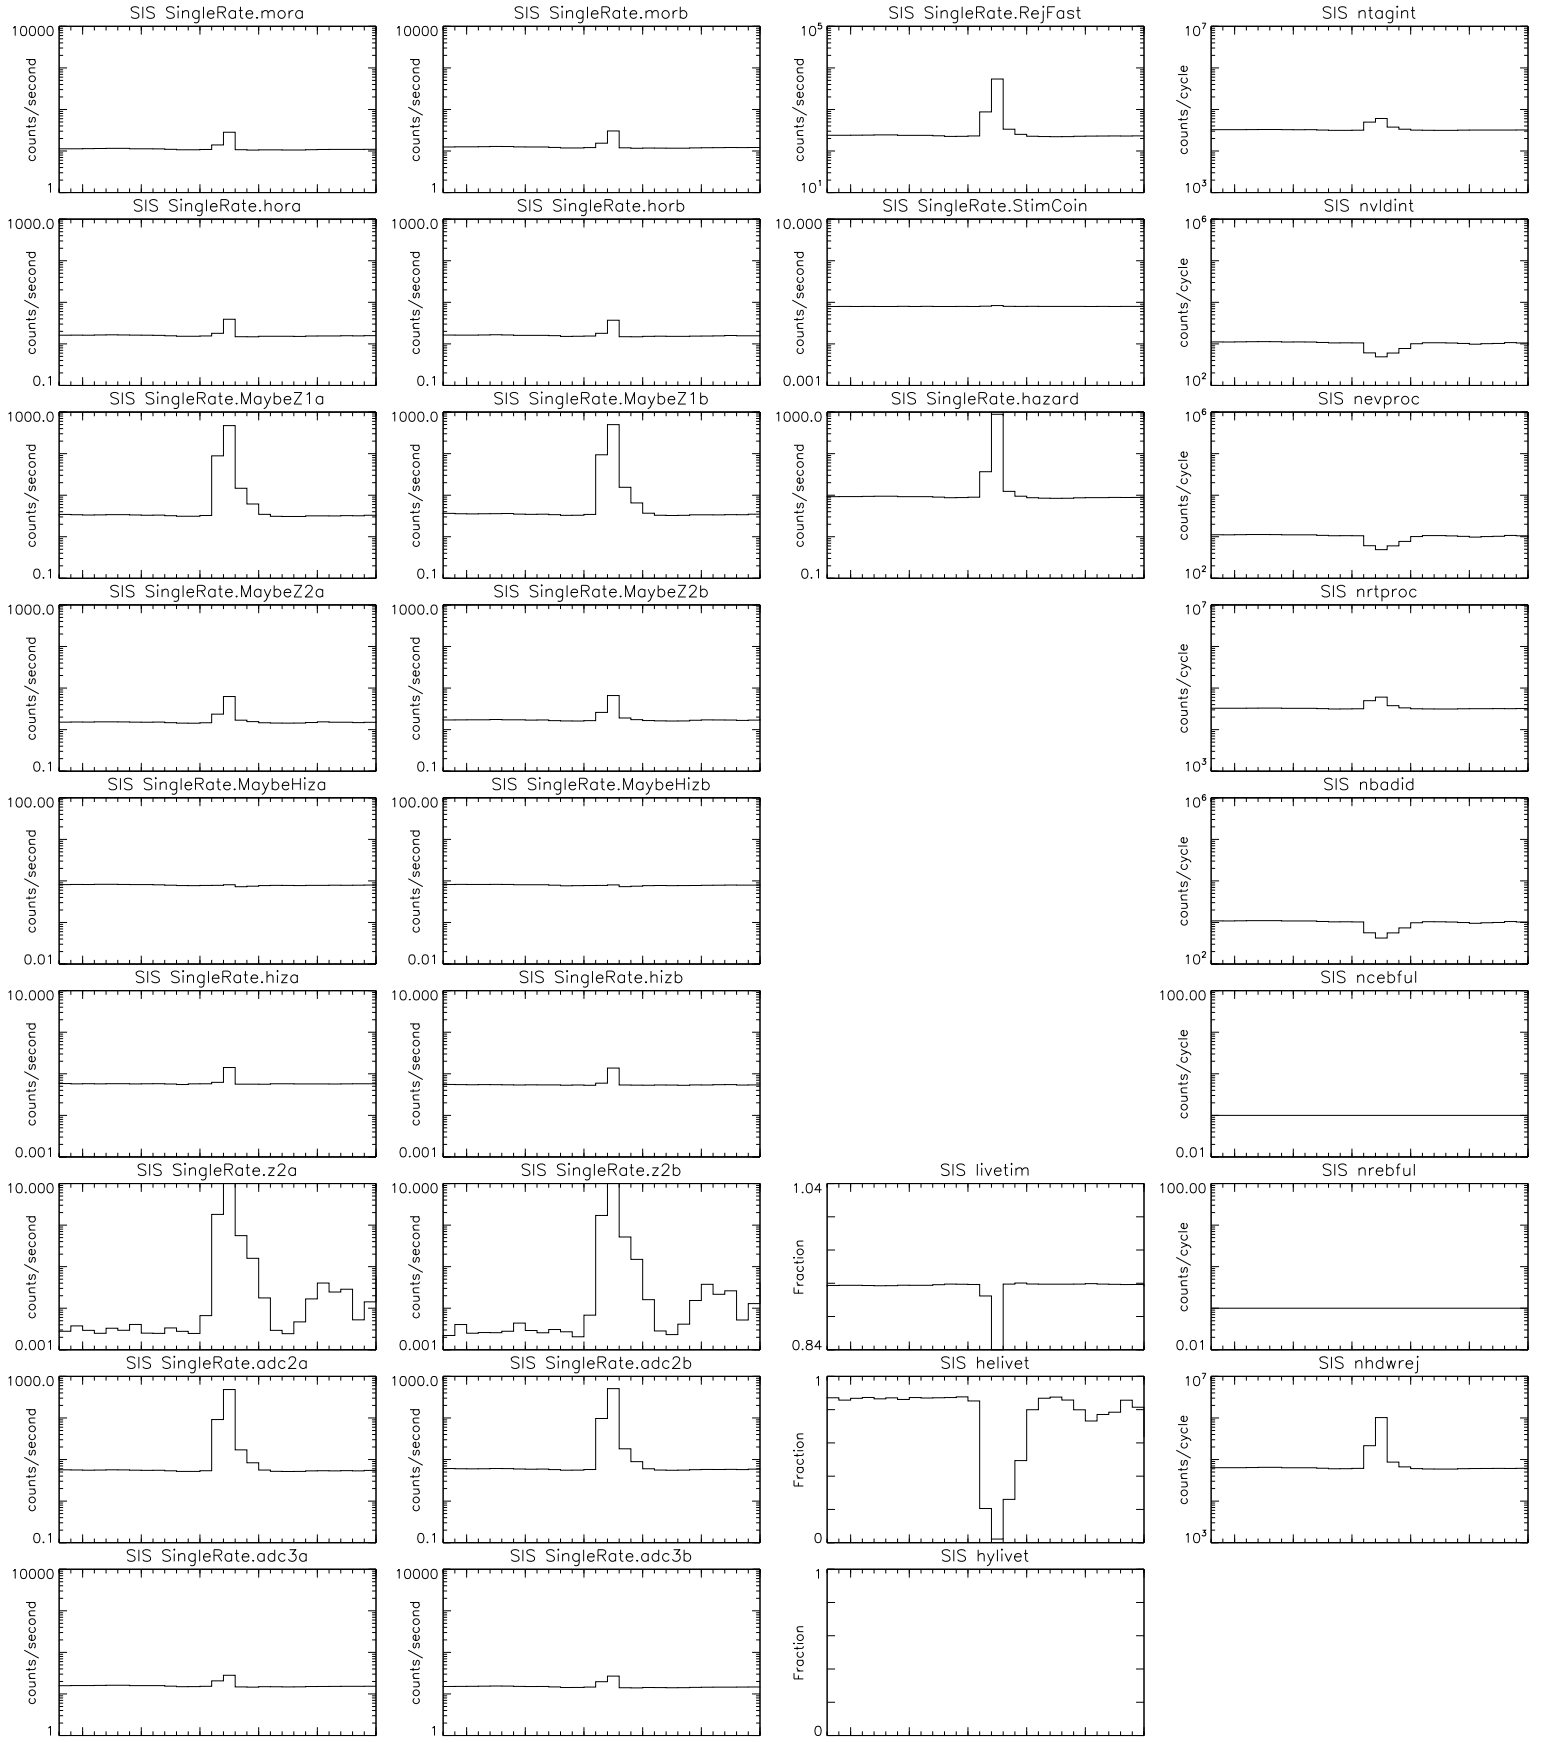 SIS SingleRate.mora
10000
counts/second
1
SIS SingleRate.morb
10000
counts/second
1
SIS SingleRate.RejFast
10^5
counts/second
10^1
SIS ntagint
10^7
counts/cycle
10^3
SIS SingleRate.hora
1000.0
counts/second
0.1
SIS SingleRate.horb
1000.0
counts/second
0.1
SIS SingleRate.StimCoin
10.000
counts/second
0.001
SIS nvldint
10^6
counts/cycle
10^2
SIS SingleRate.MaybeZ1a
1000.0
counts/second
0.1
SIS SingleRate.MaybeZ1b
1000.0
counts/second
0.1
SIS SingleRate.hazard
1000.0
counts/second
0.1
SIS nevproc
10^6
counts/cycle
10^2
SIS SingleRate.MaybeZ2a
1000.0
counts/second
0.1
SIS SingleRate.MaybeZ2b
1000.0
counts/second
0.1
SIS nrtproc
10^7
counts/cycle
10^3
SIS SingleRate.MaybeHiza
100.00
counts/second
0.01
SIS SingleRate.MaybeHizb
100.00
counts/second
0.01
SIS nbadid
10^6
counts/cycle
10^2
SIS SingleRate.hiza
10.000
counts/second
0.001
SIS SingleRate.hizb
10.000
counts/second
0.001
SIS ncebful
100.00
counts/cycle
0.01
SIS SingleRate.z2a
10.000
counts/second
0.001
SIS SingleRate.z2b
10.000
counts/second
0.001
SIS livetim
1.04
Fraction
0.84
SIS nrebful
100.00
counts/cycle
0.01
SIS SingleRate.adc2a
1000.0
counts/second
0.1
SIS SingleRate.adc2b
1000.0
counts/second
0.1
SIS helivet
1
Fraction
0
SIS nhdwrej
10^7
counts/cycle
10^3
SIS SingleRate.adc3a
10000
counts/second
1
SIS SingleRate.adc3b
10000
counts/second
1
SIS hylivet
1
Fraction
0